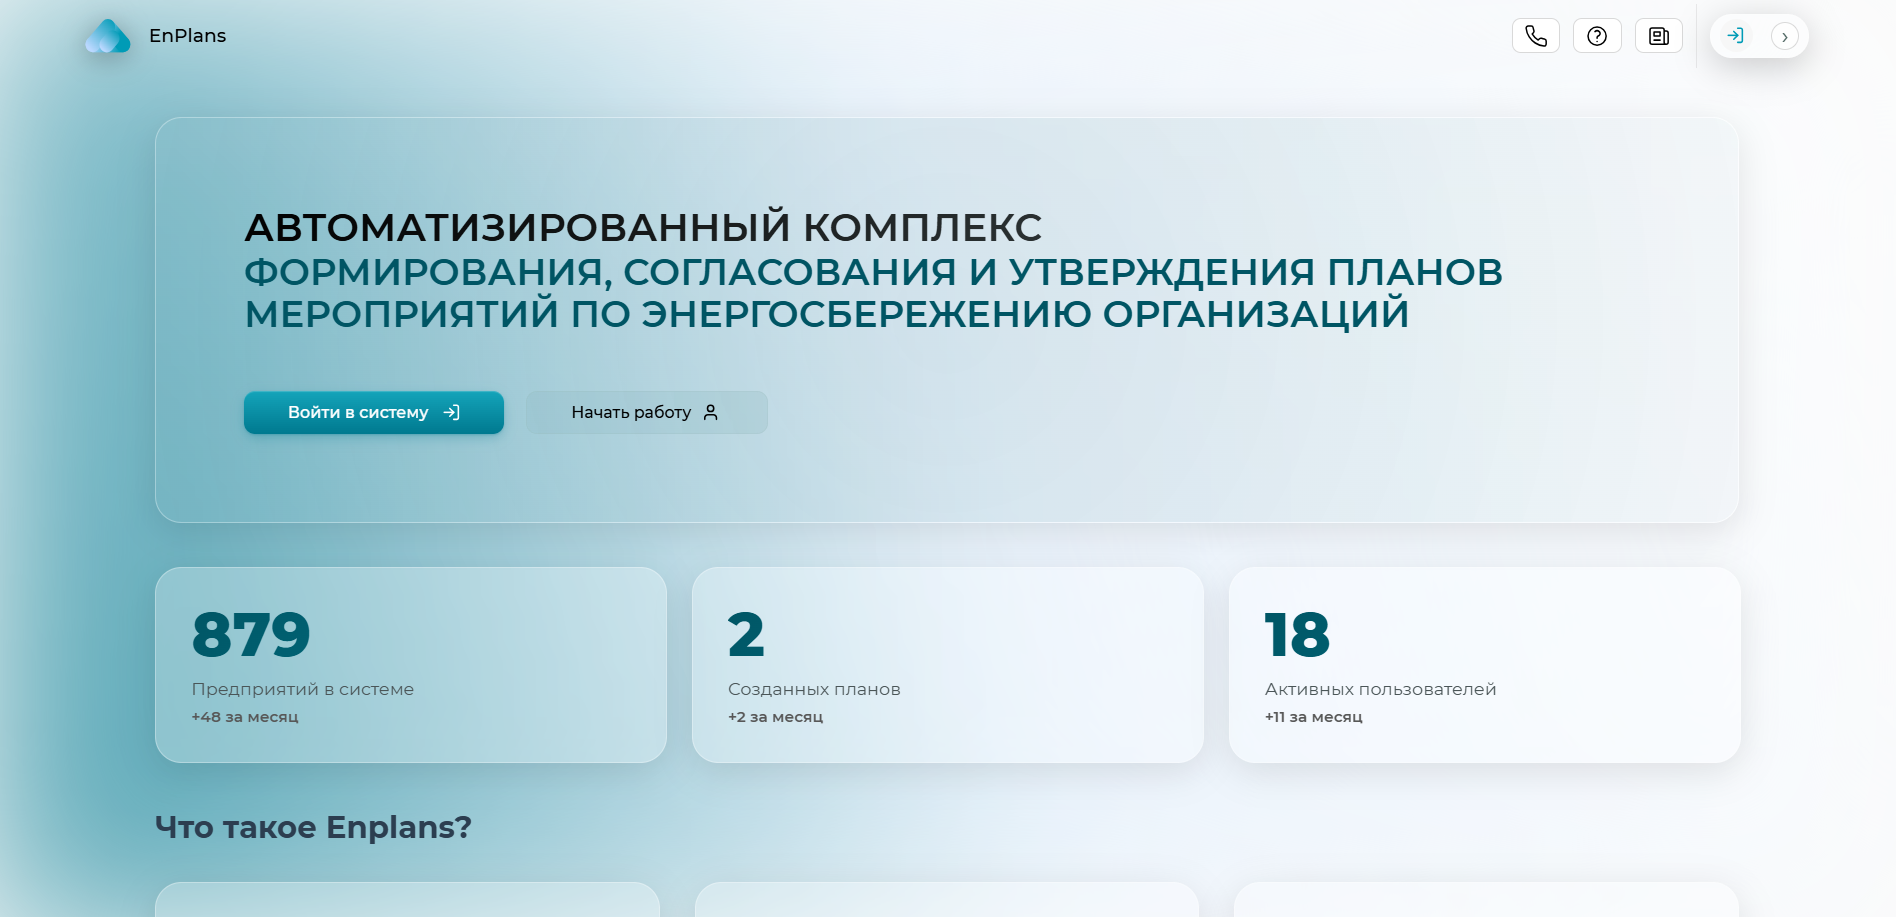 EnPlans
АВТОМАТИЗИРОВАННЫЙ КОМПЛЕКС
ФОРМИРОВАНИЯ, СОГЛАСОВАНИЯ И УТВЕРЖДЕНИЯ ПЛАНОВ
МЕРОПРИЯТИЙ ПО ЭНЕРГОСБЕРЕЖЕНИЮ ОРГАНИЗАЦИЙ
Войти в систему
Начать работу
879
Предприятий в системе
+48 за месяц
2
Созданных планов
+2 за месяц
18
Активных пользователей
+11 за месяц
Что такое Enplans?